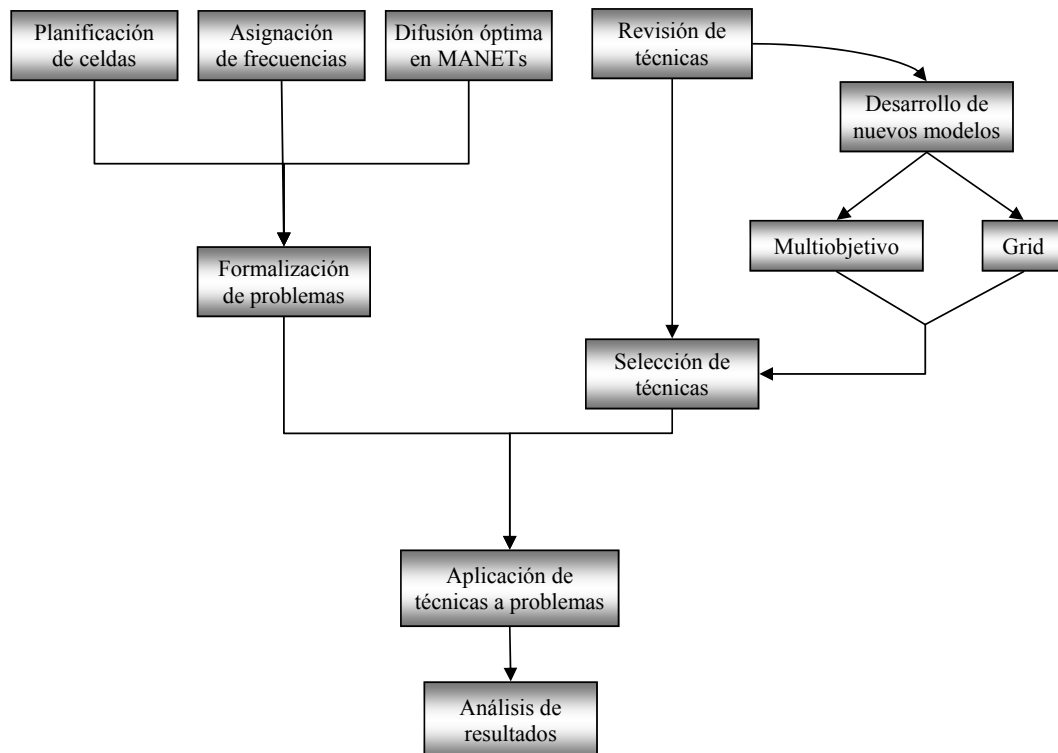 Planificación
de celdas
Asignación
de frecuencias
Difusión óptima
en MANETs
Revisión de
técnicas
Desarrollo de
nuevos modelos
Multiobjetivo
Grid
Formalización
de problemas
Selección de
técnicas
Aplicación de
técnicas a problemas
Análisis de
resultados